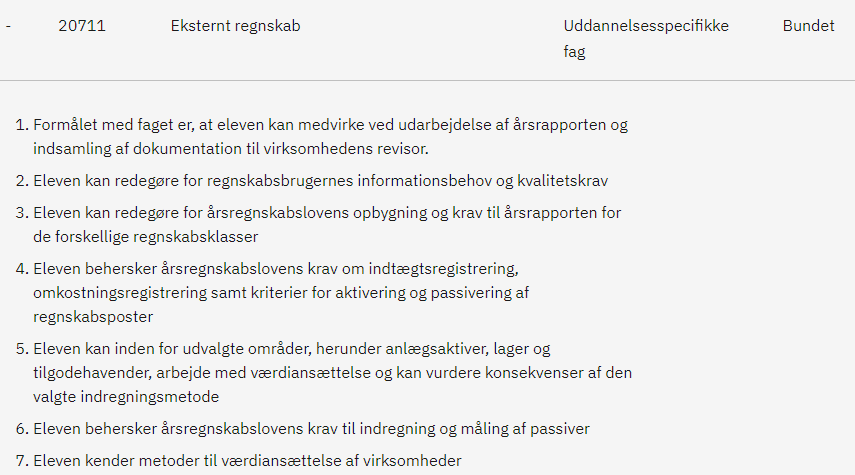 - 20711 Eksternt regnskab Uddannelsesspecifikke fag Bundet
1. Formålet med faget er, at eleven kan medvirke ved udarbejdelse af årsrapporten og
indsamling af dokumentation til virksomhedens revisor.
2. Eleven kan redegøre for regnskabsbrugernes informationsbehov og kvalitetskrav
3. Eleven kan redegøre for årsregnskabslovens opbygning og krav til årsrapporten for
de forskellige regnskabsklasser
4. Eleven behersker årsregnskabslovens krav om indtægtsregistrering,
omkostningsregistrering samt kriterier for aktivering og passivering af
regnskabsposter
5. Eleven kan inden for udvalgte områder, herunder anlægsaktiver, lager og
tilgodehavender, arbejde med værdiansættelse og kan vurdere konsekvenser af den
valgte indregningsmetode
6. Eleven behersker årsregnskabslovens krav til indregning og måling af passiver
7. Eleven kender metoder til værdiansættelse af virksomheder